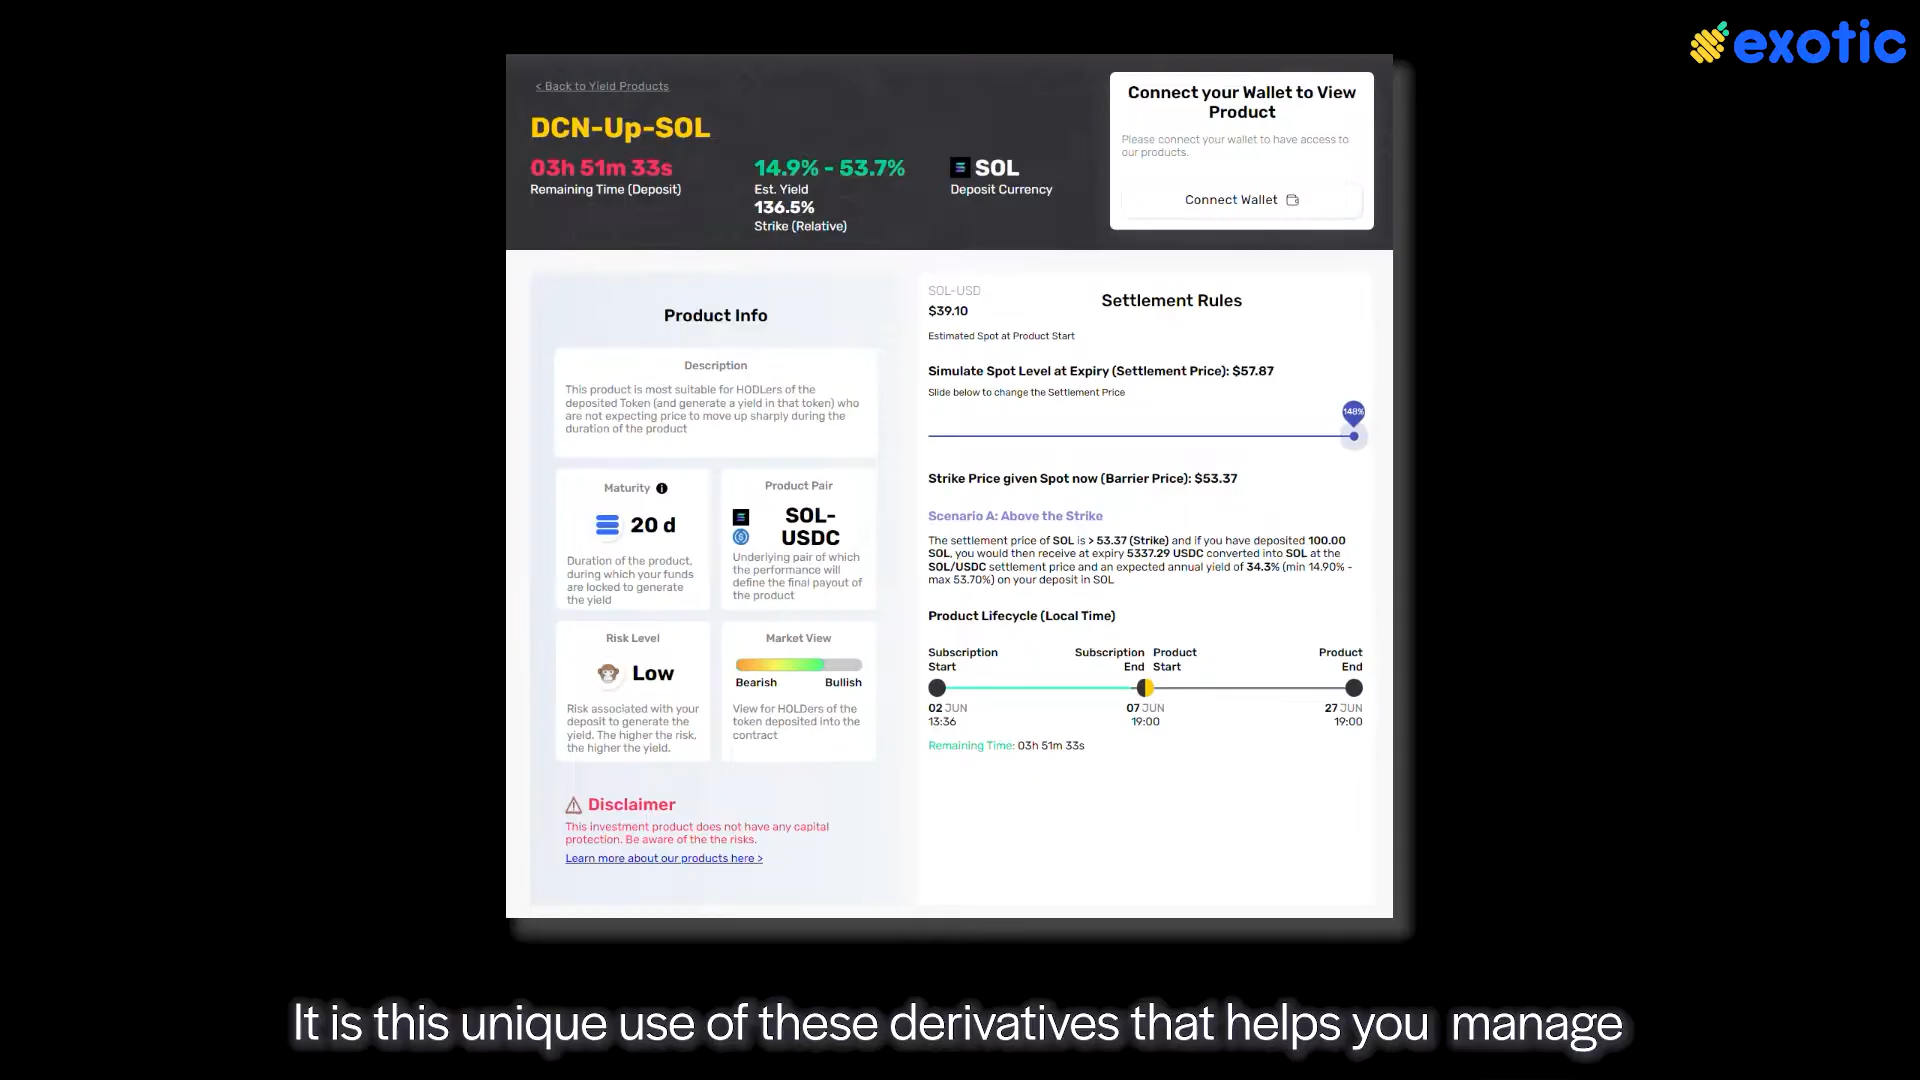 exotic
< Back to Yield Products
DCN-Up-SOL
03h 51m 33s
Remaining Time (Deposit)
14.9% - 53.7%
Est. Yield
136.5%
Strike (Relative)
SOL
Deposit Currency
Connect your Wallet to View
Product
Please connect your wallet to have access to
our products.
Connect Wallet
Product Info
Description
This product is most suitable for HODLers of the
deposited Token (and generate a yield in that token) who
are not expecting price to move up sharply during the
duration of the product
Maturity
20 d
Duration of the product,
during which your funds
are locked to generate
the yield
Product Pair
SOL-
USDC
Underlying pair of which
the performance will
define the final payout of
the product
Risk Level
Low
Risk associated with your
deposit to generate the
yield. The higher the risk,
the higher the yield.
Market View
Bearish Bullish
View for HOLDers of the
token deposited into the
contract
Disclaimer
This investment product does not have any capital
protection. Be aware of the the risks.
Learn more about our products here >
SOL-USD
$39.10
Settlement Rules
Estimated Spot at Product Start
Simulate Spot Level at Expiry (Settlement Price): $57.87
Slide below to change the Settlement Price
148%
Strike Price given Spot now (Barrier Price): $53.37
Scenario A: Above the Strike
The settlement price of SOL is > 53.37 (Strike) and if you have deposited 100.00
SOL, you would then receive at expiry 5337.29 USDC converted into SOL at the
SOL/USDC settlement price and an expected annual yield of 34.3% (min 14.90% -
max 53.70%) on your deposit in SOL
Product Lifecycle (Local Time)
Subscription
Start
Subscription
End
Product
Start
Product
End
02 JUN
13:36
07 JUN
19:00
27 JUN
19:00
Remaining Time: 03h 51m 33s
It is this unique use of these derivatives that helps you manage